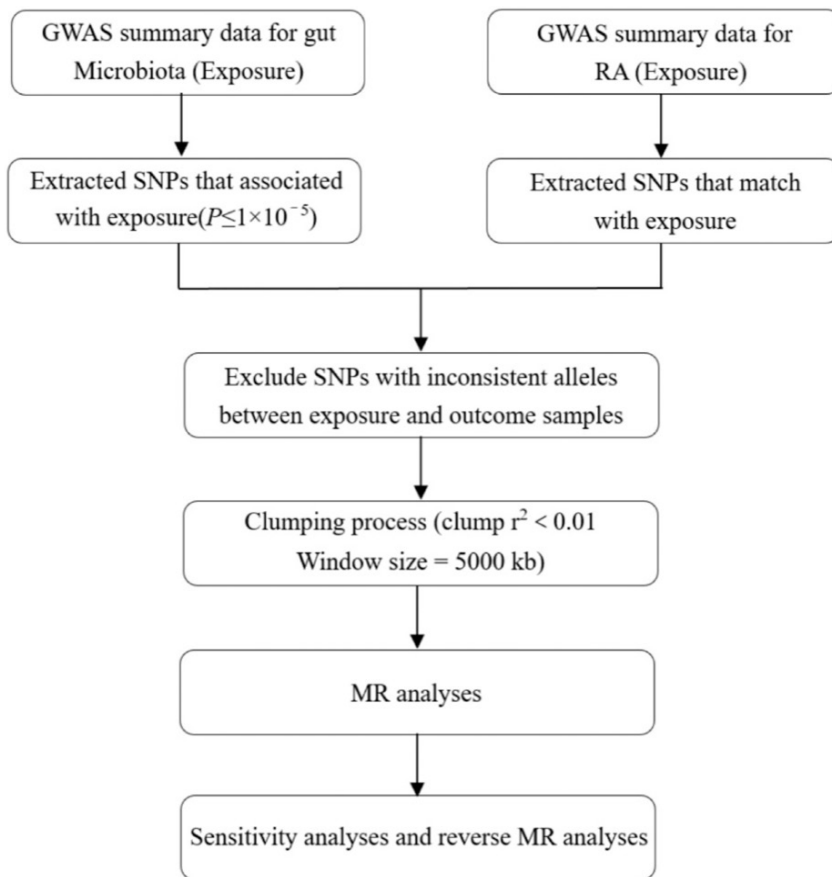 GWAS summary data for gut
Microbiota (Exposure)
GWAS summary data for
RA (Exposure)
Extracted SNPs that associated
with exposure(P≤1×10⁻⁵)
Extracted SNPs that match
with exposure
Exclude SNPs with inconsistent alleles
between exposure and outcome samples
Clumping process (clump r² < 0.01
Window size = 5000 kb)
MR analyses
Sensitivity analyses and reverse MR analyses